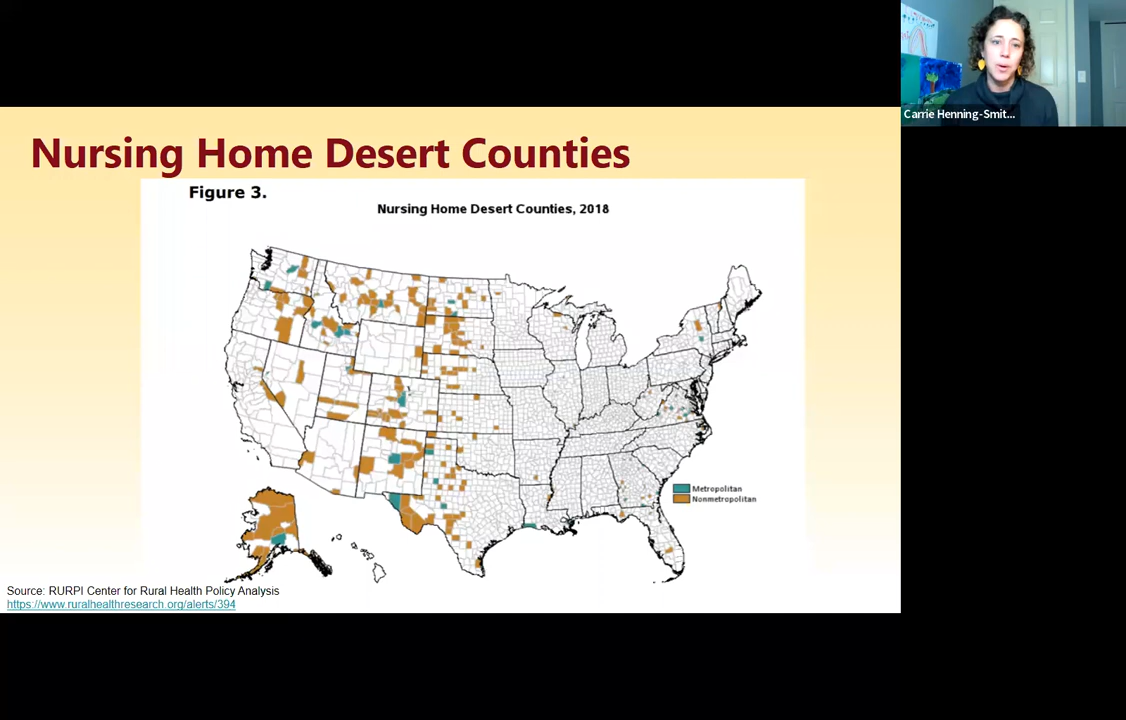 Carrie Henning-Smit...
Nursing Home Desert Counties
Figure 3.
Nursing Home Desert Counties, 2018
Metropolitan
Nonmetropolitan
Source: RURPI Center for Rural Health Policy Analysis
https://www.ruralhealthresearch.org/alerts/394